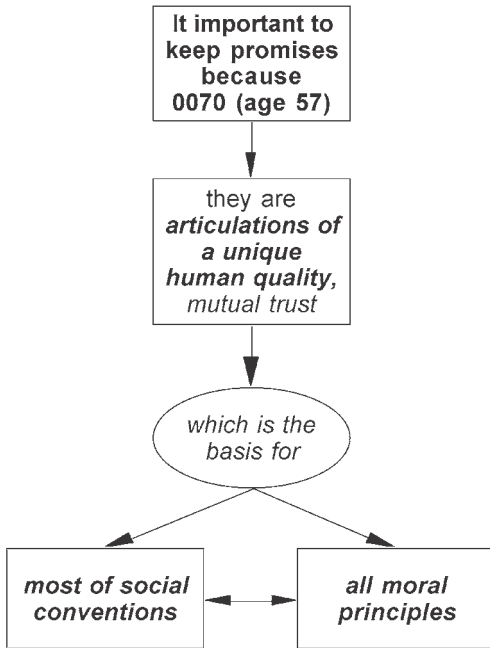 It important to
keep promises
because
0070 (age 57)
they are
articulations of
a unique
human quality,
mutual trust
which is the
basis for
most of social
conventions
all moral
principles